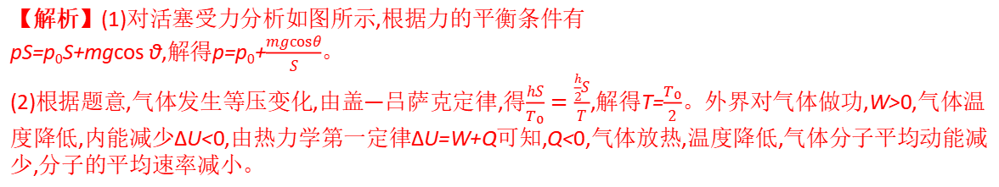 【解析】(1)对活塞受力分析如图所示,根据力的平衡条件有
pS=p₀S+mgcos θ,解得p=p₀+\frac{mgcosθ}{S}。
(2)根据题意,气体发生等压变化,由盖—吕萨克定律,得\frac{hS}{T₀}=\frac{\frac{h}{2}S}{T},解得T=\frac{T₀}{2}。外界对气体做功,W>0,气体温
度降低,内能减少ΔU<0,由热力学第一定律ΔU=W+Q可知,Q<0,气体放热,温度降低,气体分子平均动能减
少,分子的平均速率减小。